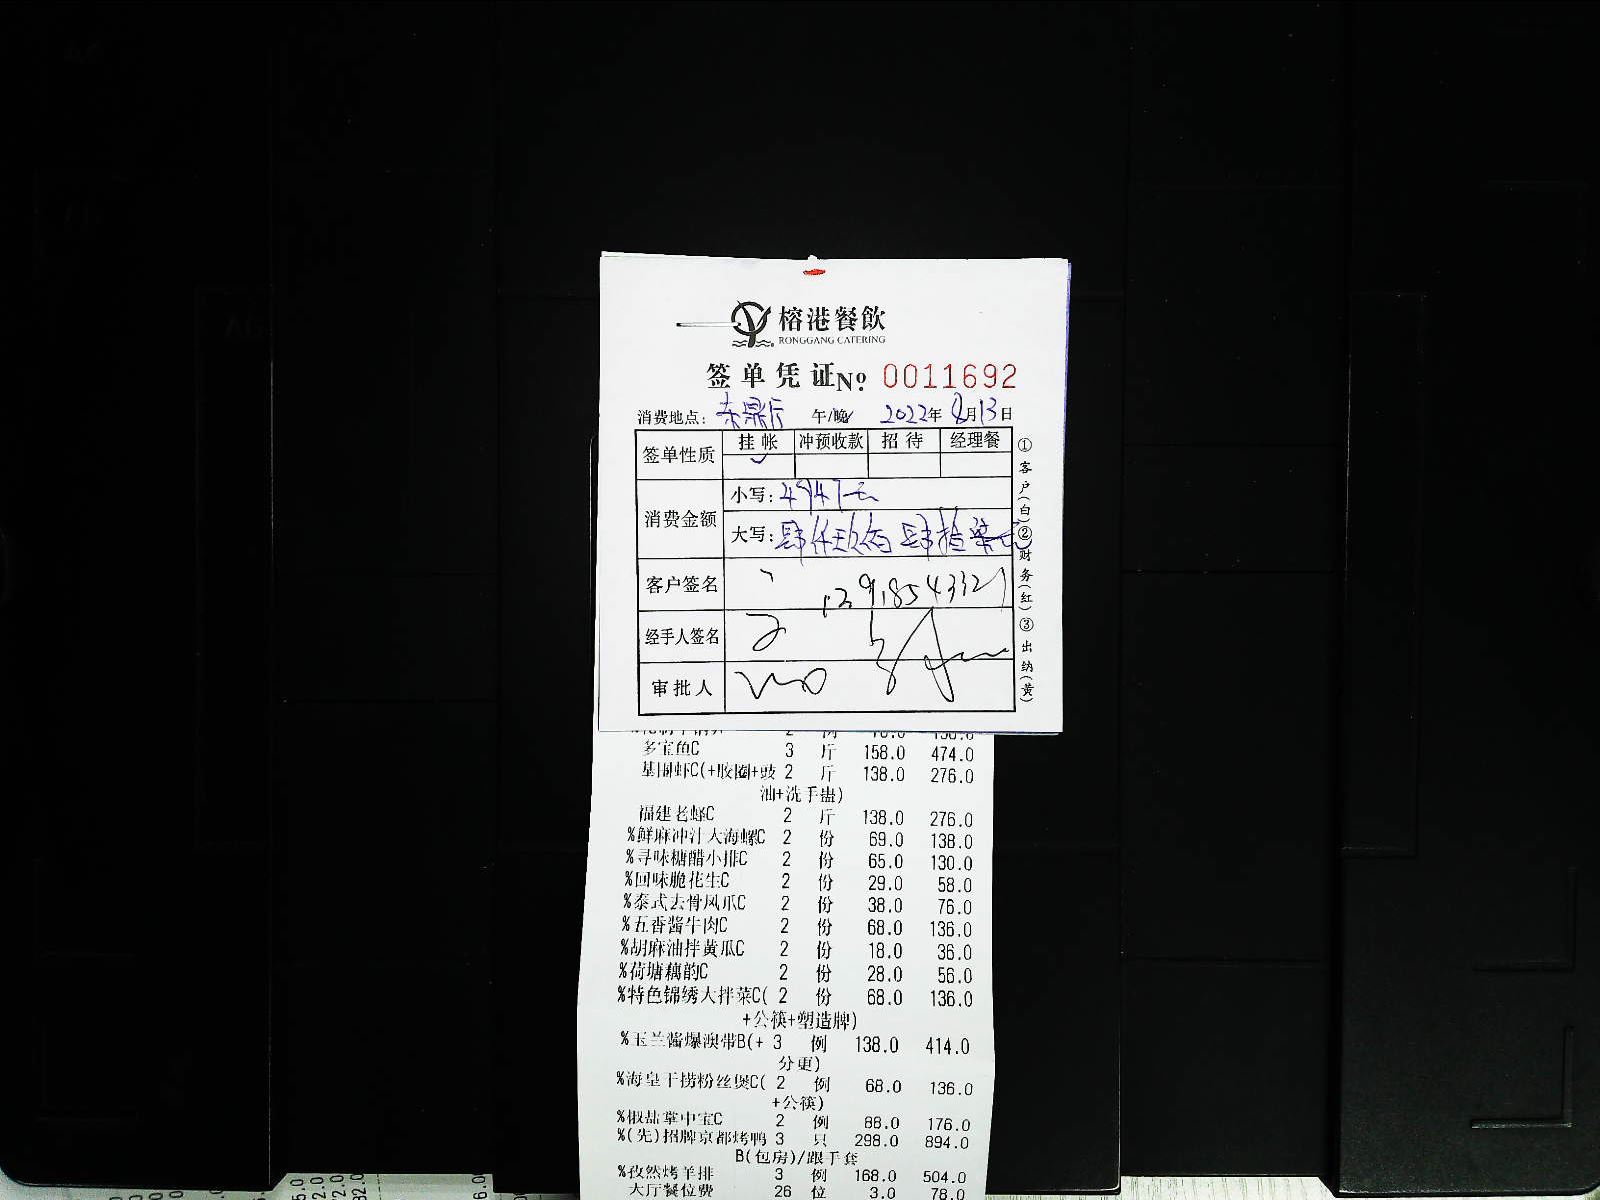 榕港餐飲
RONGGANG CATERING
签单凭证 No 0011692
消费地点: 东鼎厅 午/晚 2022年8月13日
签单性质 挂帐 冲预收款 招待 经理餐
消费金额 小写: 4947元
大写: 肆仟玖佰肆拾柒元
客户签名
经手人签名
审批人
①客户(白)②财务(红)③出纳(黄)
多宝鱼C 3 斤 158.0 474.0
基围虾C(+胶圈+豉 2 斤 138.0 276.0
油+洗手盅)
福建老蛏C 2 斤 138.0 276.0
%鲜麻冲汁大海螺C 2 份 69.0 138.0
%寻味糖醋小排C 2 份 65.0 130.0
%回味脆花生C 2 份 29.0 58.0
%泰式去骨凤爪C 2 份 38.0 76.0
%五香酱牛肉C 2 份 68.0 136.0
%胡麻油拌黄瓜C 2 份 18.0 36.0
%荷塘藕韵C 2 份 28.0 56.0
%特色锦绣大拌菜C( 2 份 68.0 136.0
+公筷+塑造牌)
%玉兰酱爆澳带B(+ 3 例 138.0 414.0
分更)
%海皇干捞粉丝煲C( 2 例 68.0 136.0
+公筷)
%椒盐掌中宝C 2 例 88.0 176.0
%(先)招牌京都烤鸭 3 只 298.0 894.0
B(包房)/跟手套
%孜然烤羊排 3 例 168.0 504.0
大厅餐位费 26 位 3.0 78.0